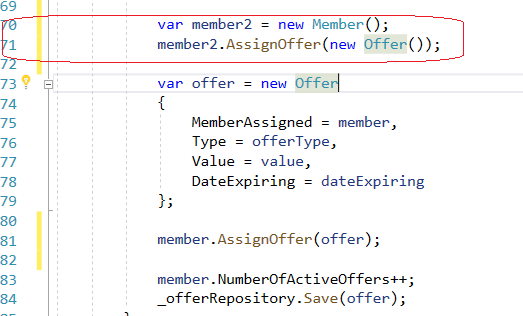 69
70 var member2 = new Member();
71 member2.AssignOffer(new Offer());
72
73 var offer = new Offer
74 {
75 MemberAssigned = member,
76 Type = offerType,
77 Value = value,
78 DateExpiring = dateExpiring
79 };
80
81 member.AssignOffer(offer);
82
83 member.NumberOfActiveOffers++;
84 _offerRepository.Save(offer);